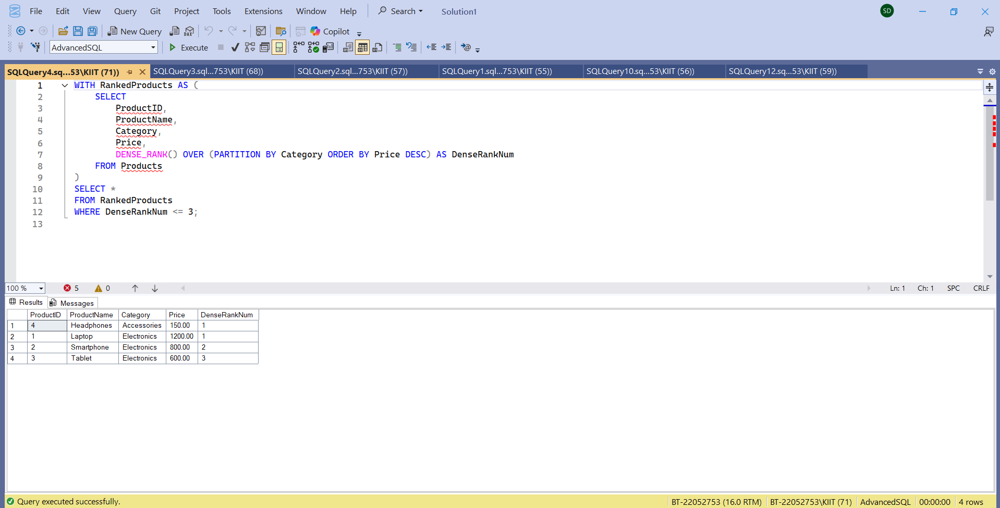 File Edit View Query Git Project Tools Extensions Window Help Search Solution1 SD
New Query DAX Copilot
AdvancedSQL Execute
SQLQuery4.sq...53\KIIT (71)) SQLQuery3.sql...753\KIIT (68)) SQLQuery2.sql...753\KIIT (57)) SQLQuery1.sql...753\KIIT (55)) SQLQuery10.sq...53\KIIT (56)) SQLQuery12.sq...53\KIIT (59))
1 WITH RankedProducts AS (
2 SELECT
3 ProductID,
4 ProductName,
5 Category,
6 Price,
7 DENSE_RANK() OVER (PARTITION BY Category ORDER BY Price DESC) AS DenseRankNum
8 FROM Products
9 )
10 SELECT *
11 FROM RankedProducts
12 WHERE DenseRankNum <= 3;
13
100 % 5 0 Ln: 1 Ch: 1 SPC CRLF
Results Messages
ProductID ProductName Category Price DenseRankNum
1 4 Headphones Accessories 150.00 1
2 1 Laptop Electronics 1200.00 1
3 2 Smartphone Electronics 800.00 2
4 3 Tablet Electronics 600.00 3
Query executed successfully. BT-22052753 (16.0 RTM) BT-22052753\KIIT (71) AdvancedSQL 00:00:00 4 rows